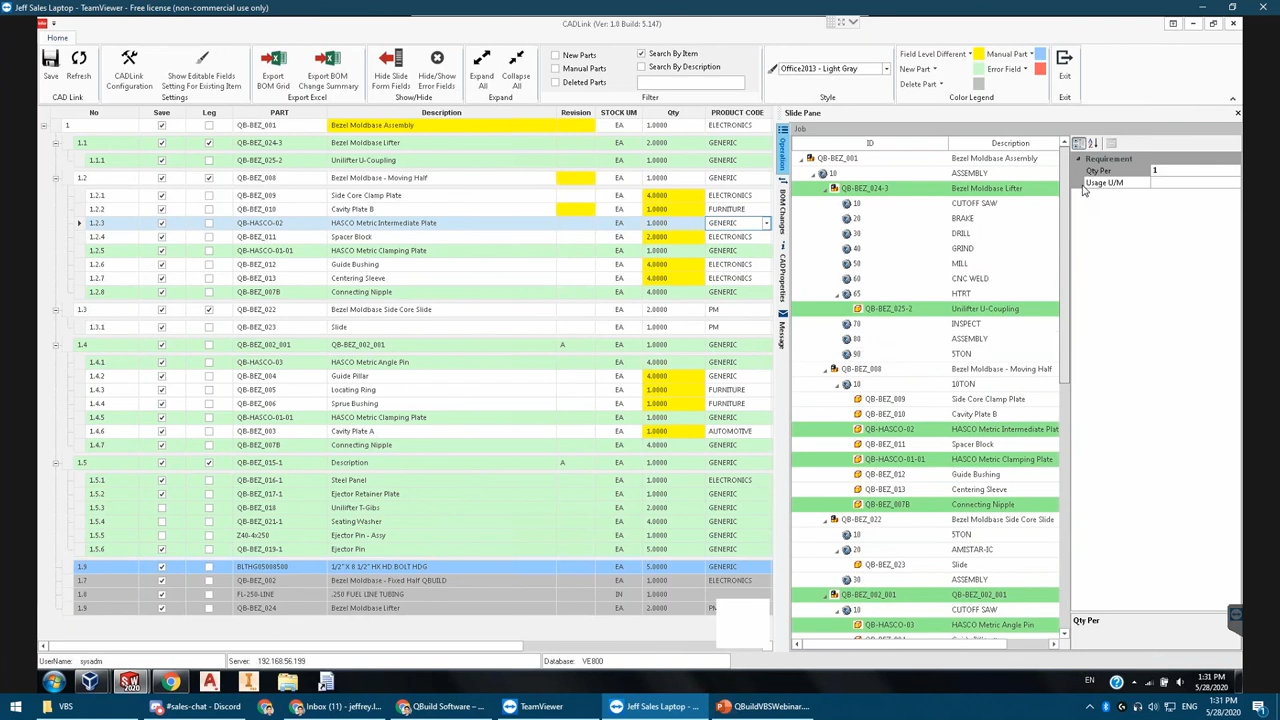 Jeff Sales Laptop - TeamViewer - Free license (non-commercial use only)
CADLink (Ver: 1.0 Build: 5.147)
Home
Save
Refresh
CAD Link
CADLink Configuration
Show Editable Fields Setting For Existing Item
Settings
Export BOM Grid
Export BOM Change Summary
Export Excel
Hide Slide Form Fields
Hide/Show Error Fields
Show/Hide
Expand All
Collapse All
Expand
New Parts
Manual Parts
Deleted Parts
Search By Item
Search By Description
Filter
Office2013 - Light Gray
Style
Field Level Different
Manual Part
New Part
Error Field
Delete Part
Color Legend
Exit
Exit
No Save Leg PART Description Revision STOCK UM Qty PRODUCT CODE
1 QB-BEZ_001 Bezel Moldbase Assembly EA 1.0000 ELECTRONICS
1.1 QB-BEZ_024-3 Bezel Moldbase Lifter EA 2.0000 GENERIC
1.1.1 QB-BEZ_025-2 Unilifter U-Coupling EA 1.0000 GENERIC
QB-BEZ_008 Bezel Moldbase - Moving Half EA 1.0000 GENERIC
1.2.1 QB-BEZ_009 Side Core Clamp Plate EA 4.0000 ELECTRONICS
1.2.2 QB-BEZ_010 Cavity Plate B EA 1.0000 FURNITURE
1.2.3 QB-HASCO-02 HASCO Metric Intermediate Plate EA 1.0000 GENERIC
1.2.4 QB-BEZ_011 Spacer Block EA 2.0000 ELECTRONICS
1.2.5 QB-HASCO-01-01 HASCO Metric Clamping Plate EA 1.0000 GENERIC
1.2.6 QB-BEZ_012 Guide Bushing EA 4.0000 ELECTRONICS
1.2.7 QB-BEZ_013 Centering Sleeve EA 4.0000 ELECTRONICS
1.2.8 QB-BEZ_007B Connecting Nipple EA 4.0000 GENERIC
1.3 QB-BEZ_022 Bezel Moldbase Side Core Slide EA 2.0000 PM
1.3.1 QB-BEZ_023 Slide EA 1.0000 PM
1.4 QB-BEZ_002_001 QB-BEZ_002_001 A EA 1.0000 GENERIC
1.4.1 QB-HASCO-03 HASCO Metric Angle Pin EA 4.0000 GENERIC
1.4.2 QB-BEZ_004 Guide Pillar EA 4.0000 GENERIC
1.4.3 QB-BEZ_005 Locating Ring EA 1.0000 FURNITURE
1.4.4 QB-BEZ_006 Sprue Bushing EA 1.0000 FURNITURE
1.4.5 QB-HASCO-01-01 HASCO Metric Clamping Plate EA 1.0000 GENERIC
1.4.6 QB-BEZ_003 Cavity Plate A EA 1.0000 AUTOMOTIVE
1.4.7 QB-BEZ_007B Connecting Nipple EA 4.0000 GENERIC
1.5 QB-BEZ_015-1 Description A EA 1.0000 GENERIC
1.5.1 QB-BEZ_016-1 Steel Panel EA 1.0000 GENERIC
1.5.2 QB-BEZ_017-1 Ejector Retainer Plate EA 1.0000 GENERIC
1.5.3 QB-BEZ_018-1 Unilifter T-Gibs EA 2.0000 GENERIC
1.5.4 QB-BEZ_021-1 Seating Washer EA 4.0000 GENERIC
1.5.5 Z40-4x250 Ejector Pin - Assy EA 5.0000 GENERIC
1.5.6 QB-BEZ_019-1 Ejector Pin EA 5.0000 GENERIC
1.9 BLTHG05008500 1/2" X 8 1/2" HX HD BOLT HDG EA 5.0000 GENERIC
1.7 QB-BEZ_002 Bezel Moldbase - Fixed Half QBUILD EA 1.0000 ELECTRONICS
1.8 FL-250-LINE .250 FUEL LINE TUBING IN 1.0000
1.9 QB-BEZ_024 Bezel Moldbase Lifter EA 2.0000
Operation
BOM Changes
CADProperties
Message
Slide Pane
Job
ID Description
QB-BEZ_001 Bezel Moldbase Assembly
10 ASSEMBLY
QB-BEZ_024-3 Bezel Moldbase Lifter
10 CUTOFF SAW
20 BRAKE
30 DRILL
40 GRIND
50 MILL
60 CNC WELD
65 HTRT
QB-BEZ_025-2 Unilifter U-Coupling
70 INSPECT
80 ASSEMBLY
90 5TON
QB-BEZ_008 Bezel Moldbase - Moving Half
10 10TON
QB-BEZ_009 Side Core Clamp Plate
QB-BEZ_010 Cavity Plate B
QB-HASCO-02 HASCO Metric Intermediate Plat
QB-BEZ_011 Spacer Block
QB-HASCO-01-01 HASCO Metric Clamping Plate
QB-BEZ_012 Guide Bushing
QB-BEZ_013 Centering Sleeve
QB-BEZ_007B Connecting Nipple
QB-BEZ_022 Bezel Moldbase Side Core Slide
10 5TON
20 AMISTAR-IC
QB-BEZ_023 Slide
30 ASSEMBLY
QB-BEZ_002_001 QB-BEZ_002_001
10 CUTOFF SAW
QB-HASCO-03 HASCO Metric Angle Pin
Requirement
Qty Per 1
Usage U/M
Qty Per
UserName: sysadm Server: 192.168.56.199 Database: VE800
EN 1:31 PM
5/28/2020
VBS #sales-chat - Discord Inbox (0) - jeffrey.l... QBuild Software -... TeamViewer Jeff Sales Laptop - ... QBuildVBSWebinar.... 1:31 PM
5/28/2020